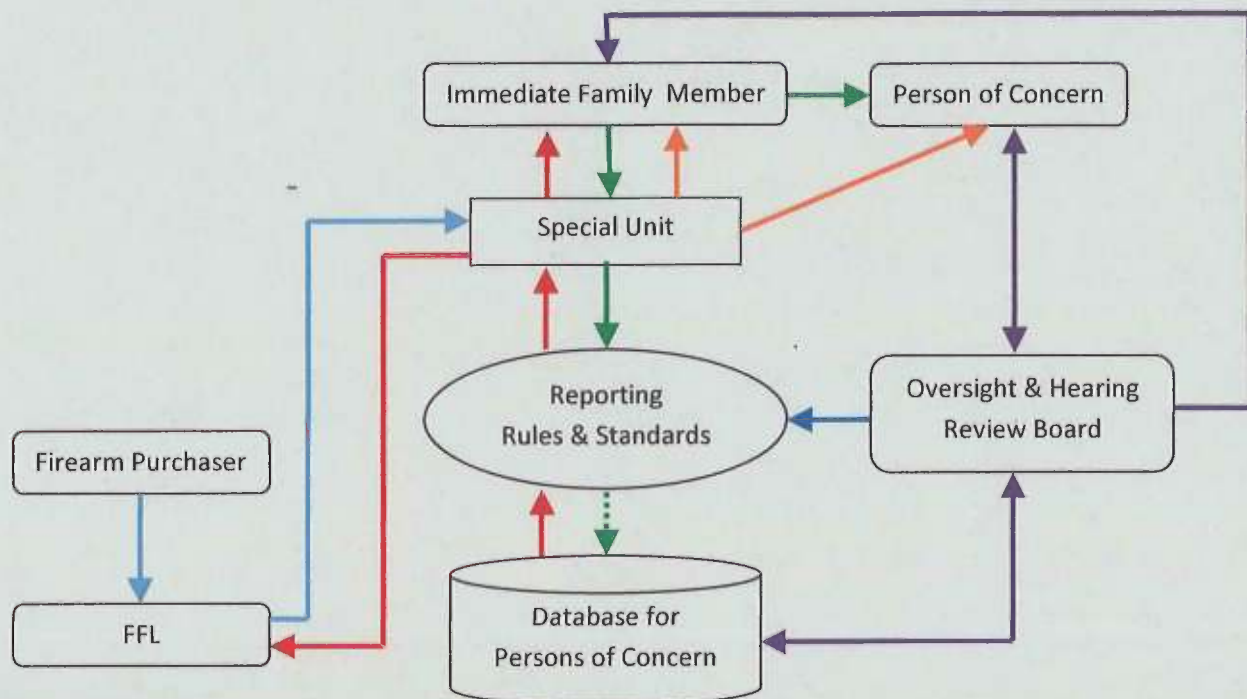 Immediate Family Member
Person of Concern
Special Unit
Reporting
Rules & Standards
Oversight & Hearing
Review Board
Firearm Purchaser
FFL
Database for
Persons of Concern